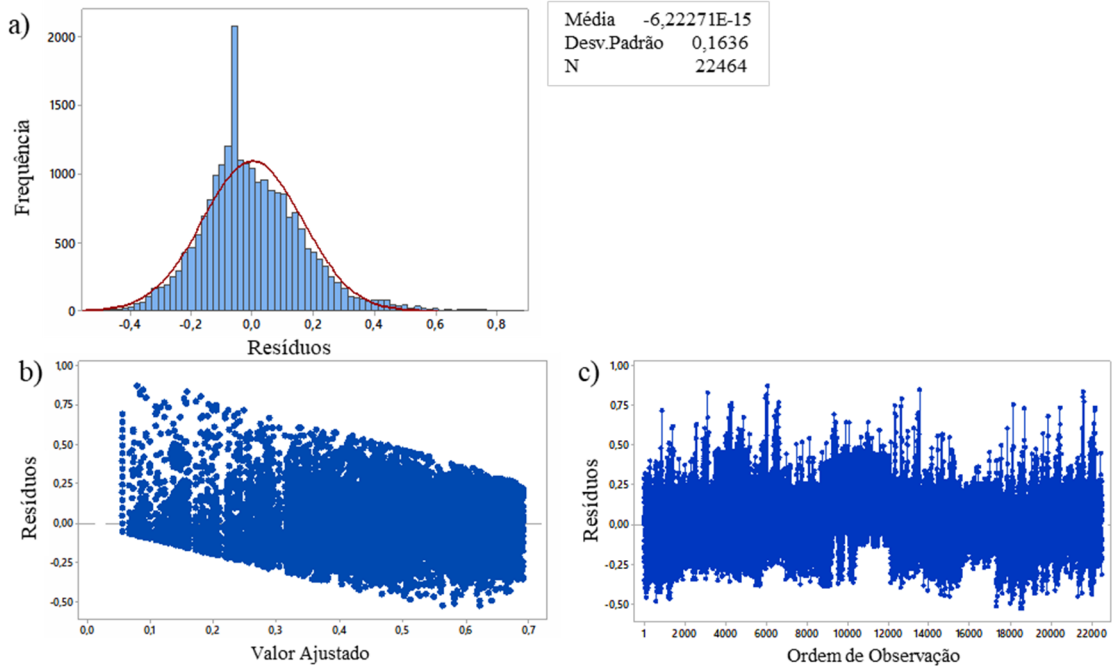 a)
Média -6,22271E-15
Desv.Padrão 0,1636
N 22464
Frequência
2000
1500
1000
500
0
-0,4 -0,2 0,0 0,2 0,4 0,6 0,8
Resíduos
b)
Resíduos
1,00
0,75
0,50
0,25
0,00
-0,25
-0,50
0,0 0,1 0,2 0,3 0,4 0,5 0,6 0,7
Valor Ajustado
c)
Resíduos
1,00
0,75
0,50
0,25
0,00
-0,25
-0,50
1 2000 4000 6000 8000 10000 12000 14000 16000 18000 20000 22000
Ordem de Observação